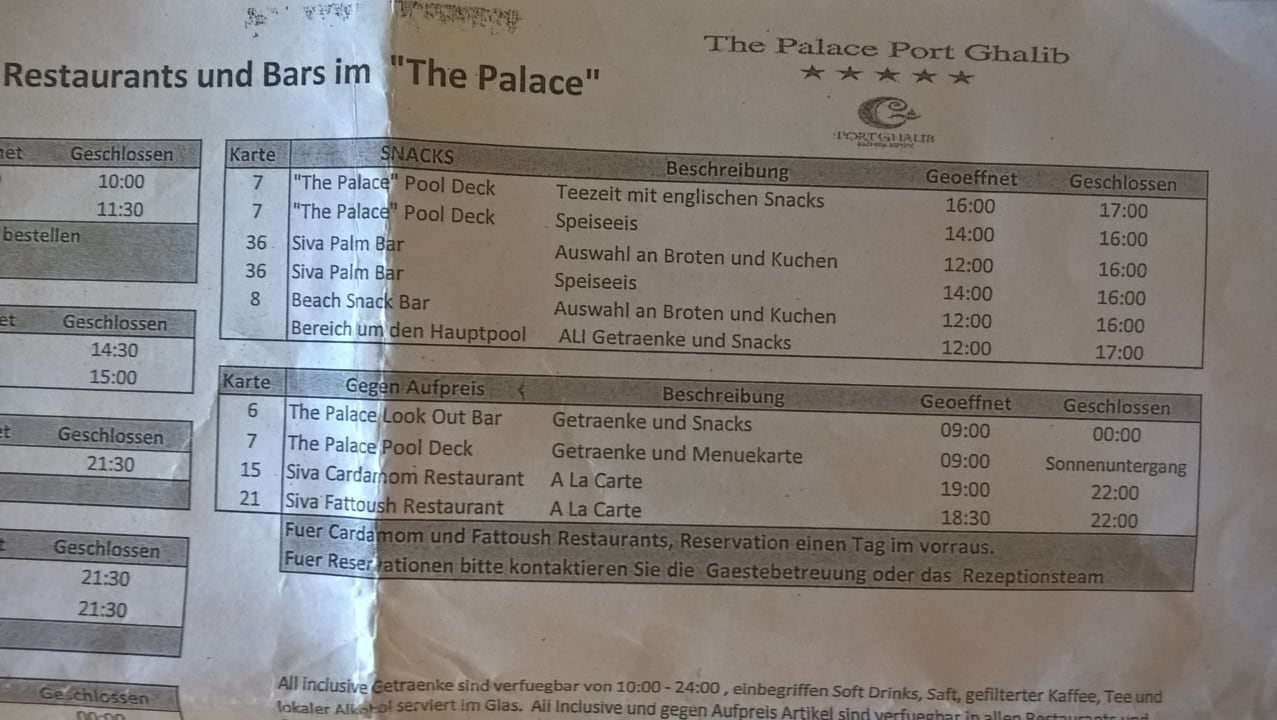 Restaurants und Bars im "The Palace"
The Palace Port Ghalib
PORT GHALIB
Geschlossen
10:00
11:30
bestellen
Geschlossen
14:30
15:00
Geschlossen
21:30
Geschlossen
21:30
21:30
Geschlossen
00:00
Karte SNACKS Beschreibung Geoeffnet Geschlossen
7 "The Palace" Pool Deck Teezeit mit englischen Snacks 16:00 17:00
7 "The Palace" Pool Deck Speiseeis 14:00 16:00
36 Siva Palm Bar Auswahl an Broten und Kuchen 12:00 16:00
36 Siva Palm Bar Speiseeis 14:00 16:00
8 Beach Snack Bar Auswahl an Broten und Kuchen 12:00 16:00
Bereich um den Hauptpool ALI Getraenke und Snacks 12:00 17:00
Karte Gegen Aufpreis Beschreibung Geoeffnet Geschlossen
6 The Palace Look Out Bar Getraenke und Snacks 09:00 00:00
7 The Palace Pool Deck Getraenke und Menuekarte 09:00 Sonnenuntergang
15 Siva Cardamom Restaurant A La Carte 19:00 22:00
21 Siva Fattoush Restaurant A La Carte 18:30 22:00
Fuer Cardamom und Fattoush Restaurants, Reservation einen Tag im vorraus.
Fuer Reservationen bitte kontaktieren Sie die Gaestebetreuung oder das Rezeptionsteam
All inclusive Getraenke sind verfuegbar von 10:00 - 24:00 , einbegriffen Soft Drinks, Saft, gefilterter Kaffee, Tee und
lokaler Alkohol serviert im Glas. All Inclusive und gegen Aufpreis Artikel sind verfuegbar in allen Restaurants und